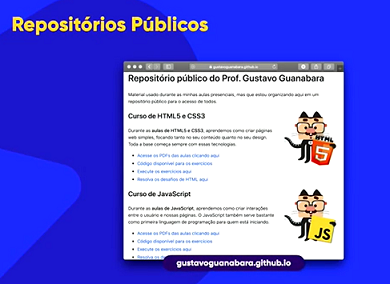 Repositórios Públicos
gustavoguanabara.github.io
Repositório público do Prof. Gustavo Guanabara
Material usado durante as minhas aulas presenciais, mas que estou organizando aqui em um
repositório público para o acesso de todos.
Curso de HTML5 e CSS3
Durante as aulas de HTML5 e CSS3, aprendemos como criar páginas
web simples, focando tanto no seu conteúdo quanto no seu design.
Toda a base começa sempre com essas tecnologias.
Acesse os PDFs das aulas clicando aqui
Código disponível para os exercícios
Execute os exercícios aqui
Resolva os desafios de HTML aqui
HTML
5
Curso de JavaScript
Durante as aulas de JavaScript, aprendemos como criar interações
entre o usuário e nossas páginas. O JavaScript também serve bastante
como primeira linguagem de programação para quem está iniciando.
Acesse os PDFs das aulas clicando aqui
Código disponível para os exercícios
Execute os exercícios aqui
JS
gustavoguanabara.github.io